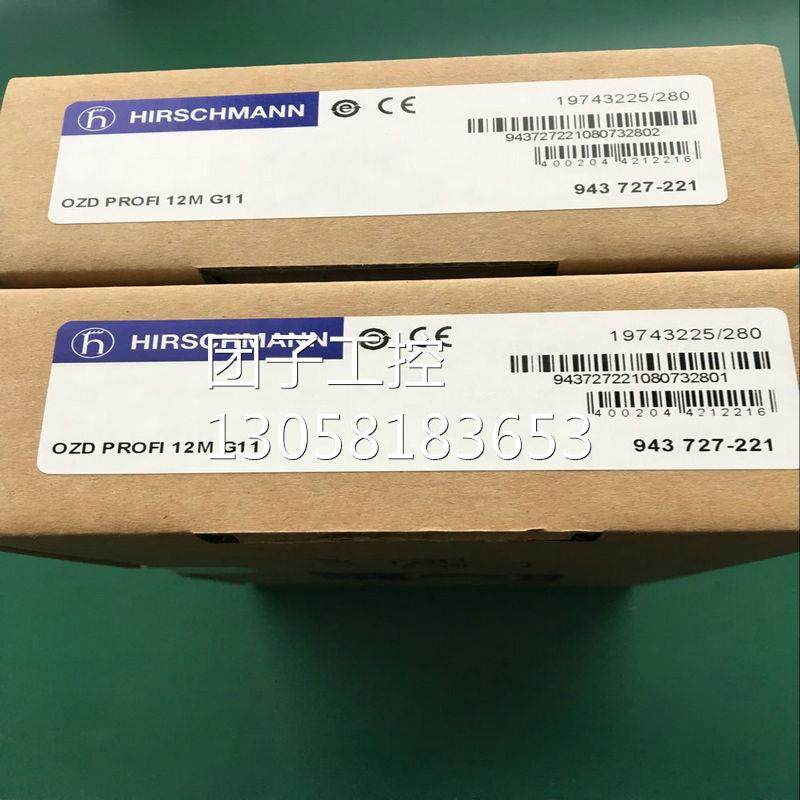 HIRSCHMANN
CE
19743225/280
943727221080732802
400204 4212216
OZD PROFI 12M G11
943 727-221
HIRSCHMANN
CE
19743225/280
943727221080732801
400204 4212216
团子工控
13058183653
OZD PROFI 12M G11
943 727-221